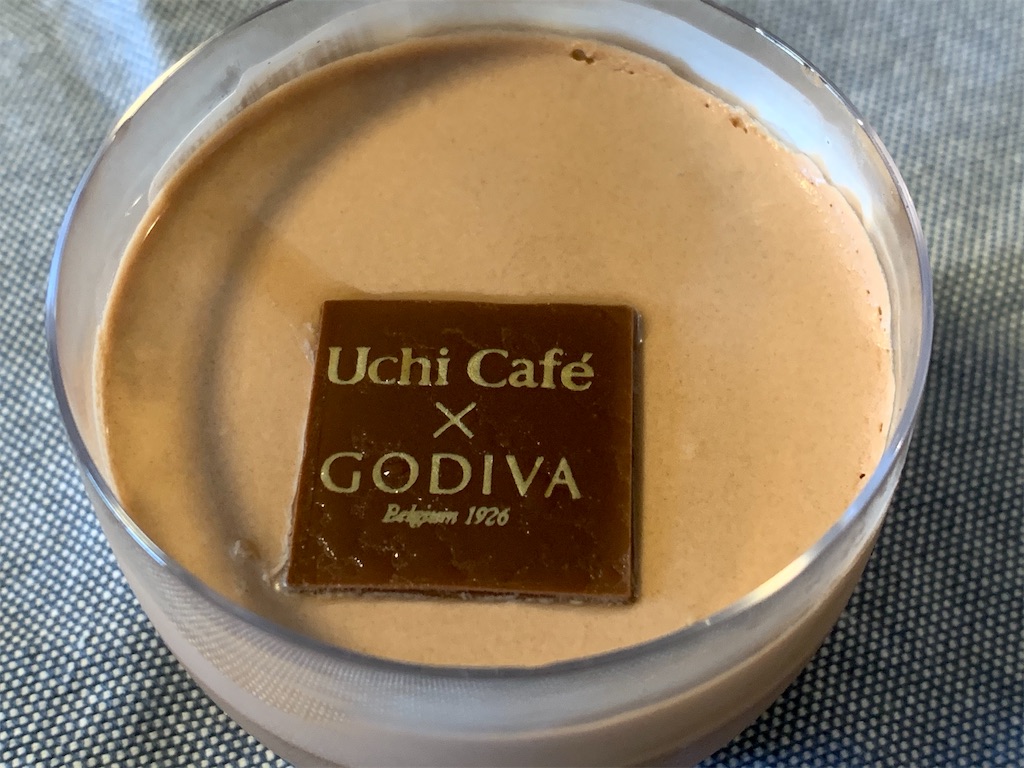 Uchi Café
×
GODIVA
Belgium 1926